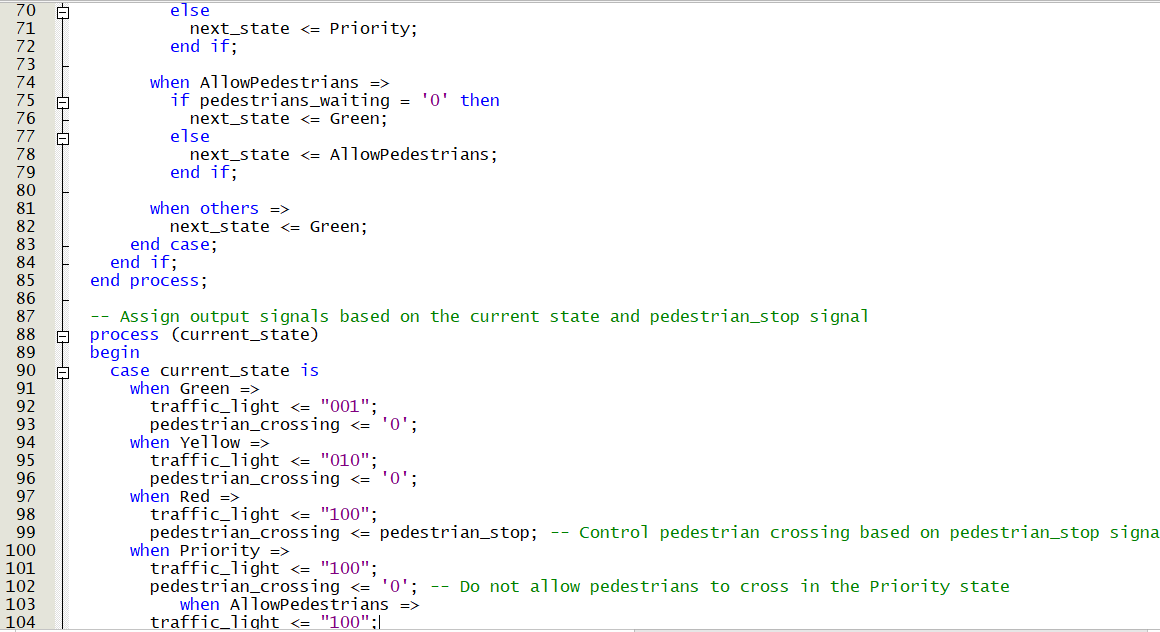 70 else
71 next_state <= Priority;
72 end if;
73
74 when AllowPedestrians =>
75 if pedestrians_waiting = '0' then
76 next_state <= Green;
77 else
78 next_state <= AllowPedestrians;
79 end if;
80
81 when others =>
82 next_state <= Green;
83 end case;
84 end if;
85 end process;
86
87 -- Assign output signals based on the current state and pedestrian_stop signal
88 process (current_state)
89 begin
90 case current_state is
91 when Green =>
92 traffic_light <= "001";
93 pedestrian_crossing <= '0';
94 when Yellow =>
95 traffic_light <= "010";
96 pedestrian_crossing <= '0';
97 when Red =>
98 traffic_light <= "100";
99 pedestrian_crossing <= pedestrian_stop; -- Control pedestrian crossing based on pedestrian_stop signa
100 when Priority =>
101 traffic_light <= "100";
102 pedestrian_crossing <= '0'; -- Do not allow pedestrians to cross in the Priority state
103 when AllowPedestrians =>
104 traffic_light <= "100";